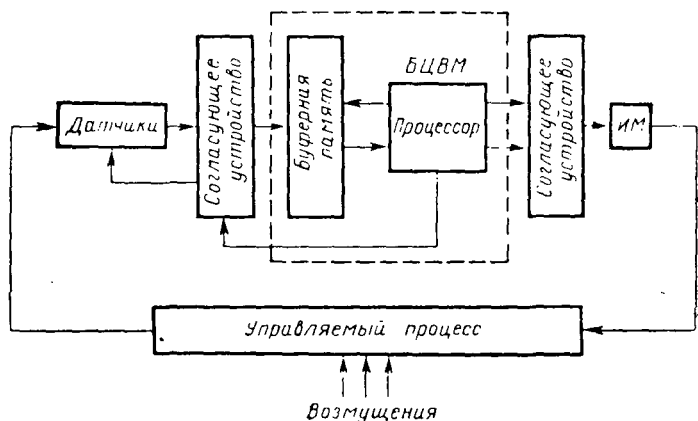 Датчики
Согласующее
устройство
Буферная
память
БЦВМ
Процессор
Согласующее
устройство
ИМ
Управляемый процесс
Возмущения